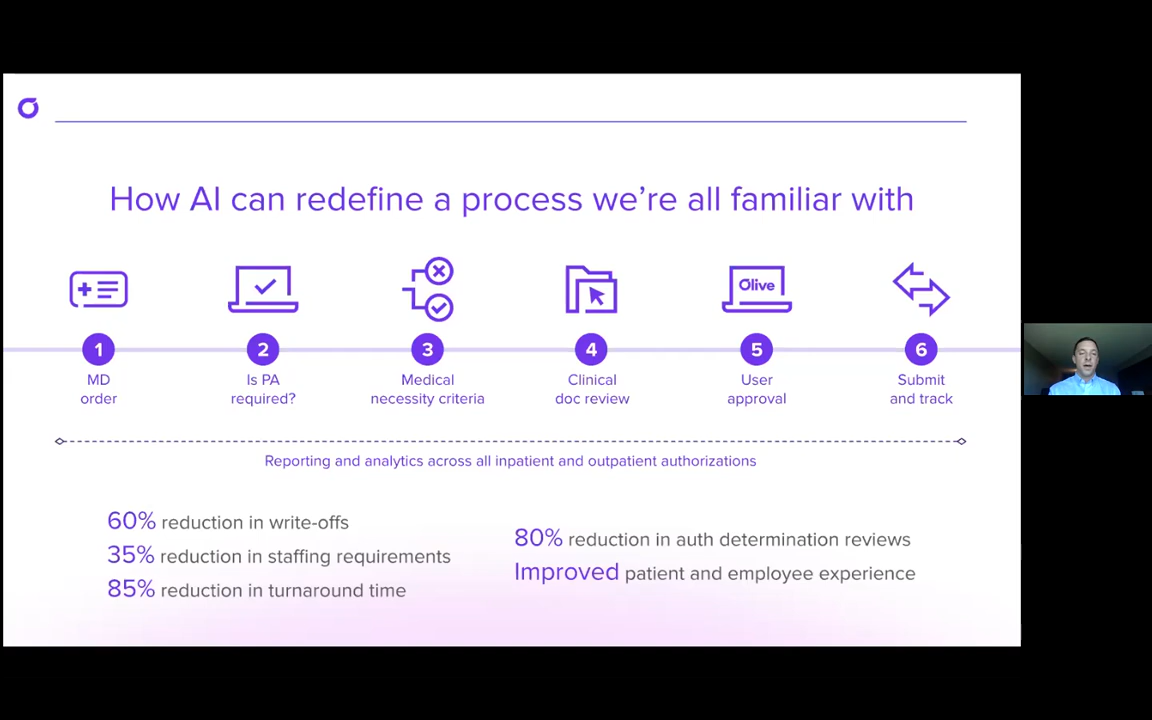 How AI can redefine a process we're all familiar with
Olive
1
2
3
4
5
6
MD
order
Is PA
required?
Medical
necessity criteria
Clinical
doc review
User
approval
Submit
and track
Reporting and analytics across all inpatient and outpatient authorizations
60% reduction in write-offs
35% reduction in staffing requirements
85% reduction in turnaround time
80% reduction in auth determination reviews
Improved patient and employee experience